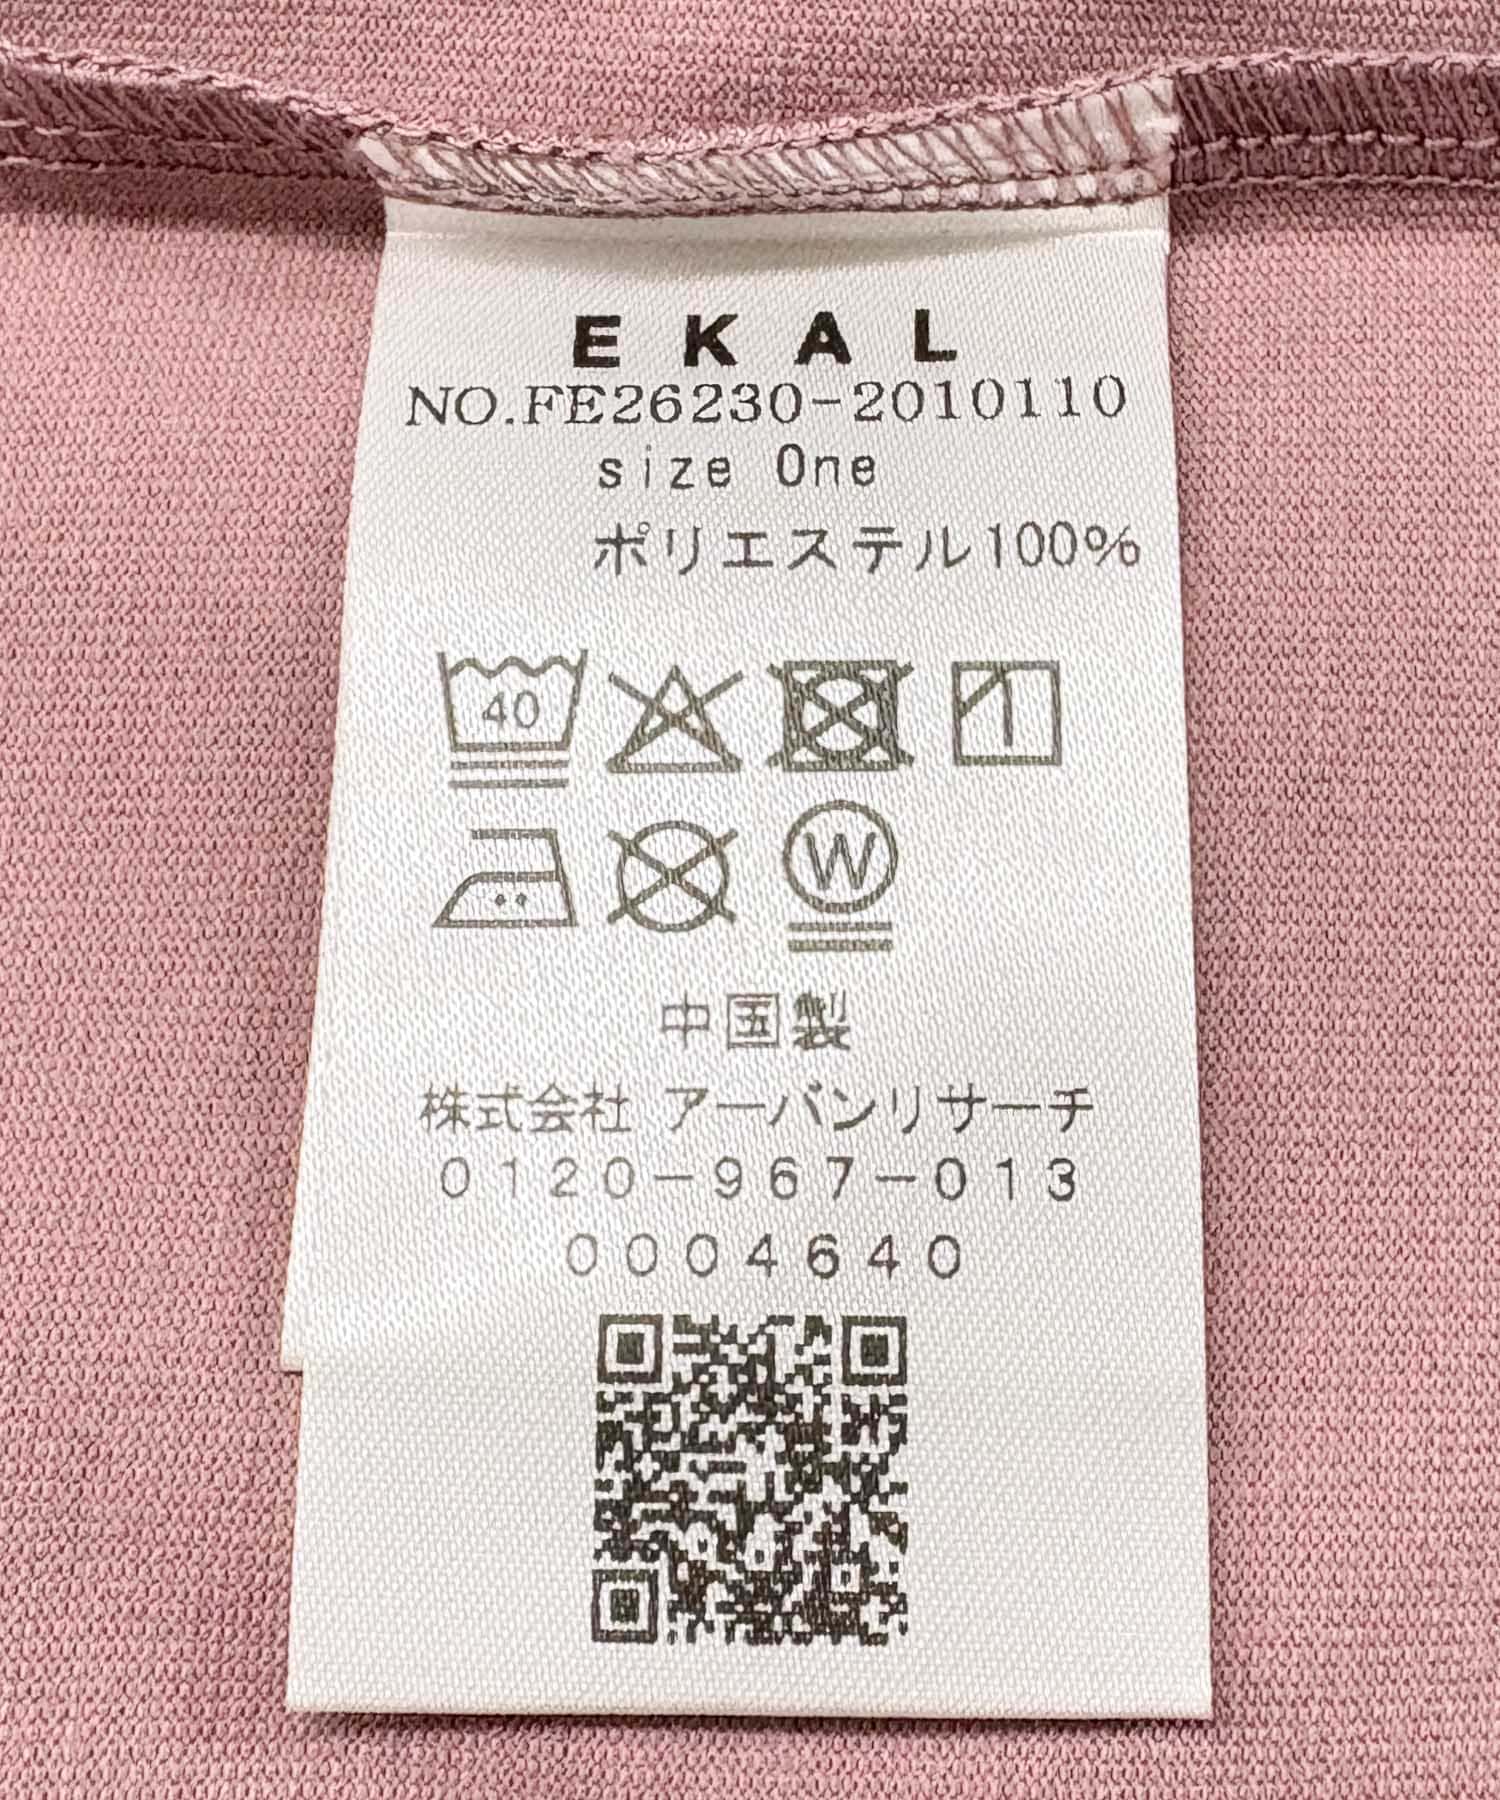 EKAL
NO.FE26230-2010110
size One
ポリエステル100%
40
W
中国製
株式会社 アーバンリサーチ
0120-967-013
0004640